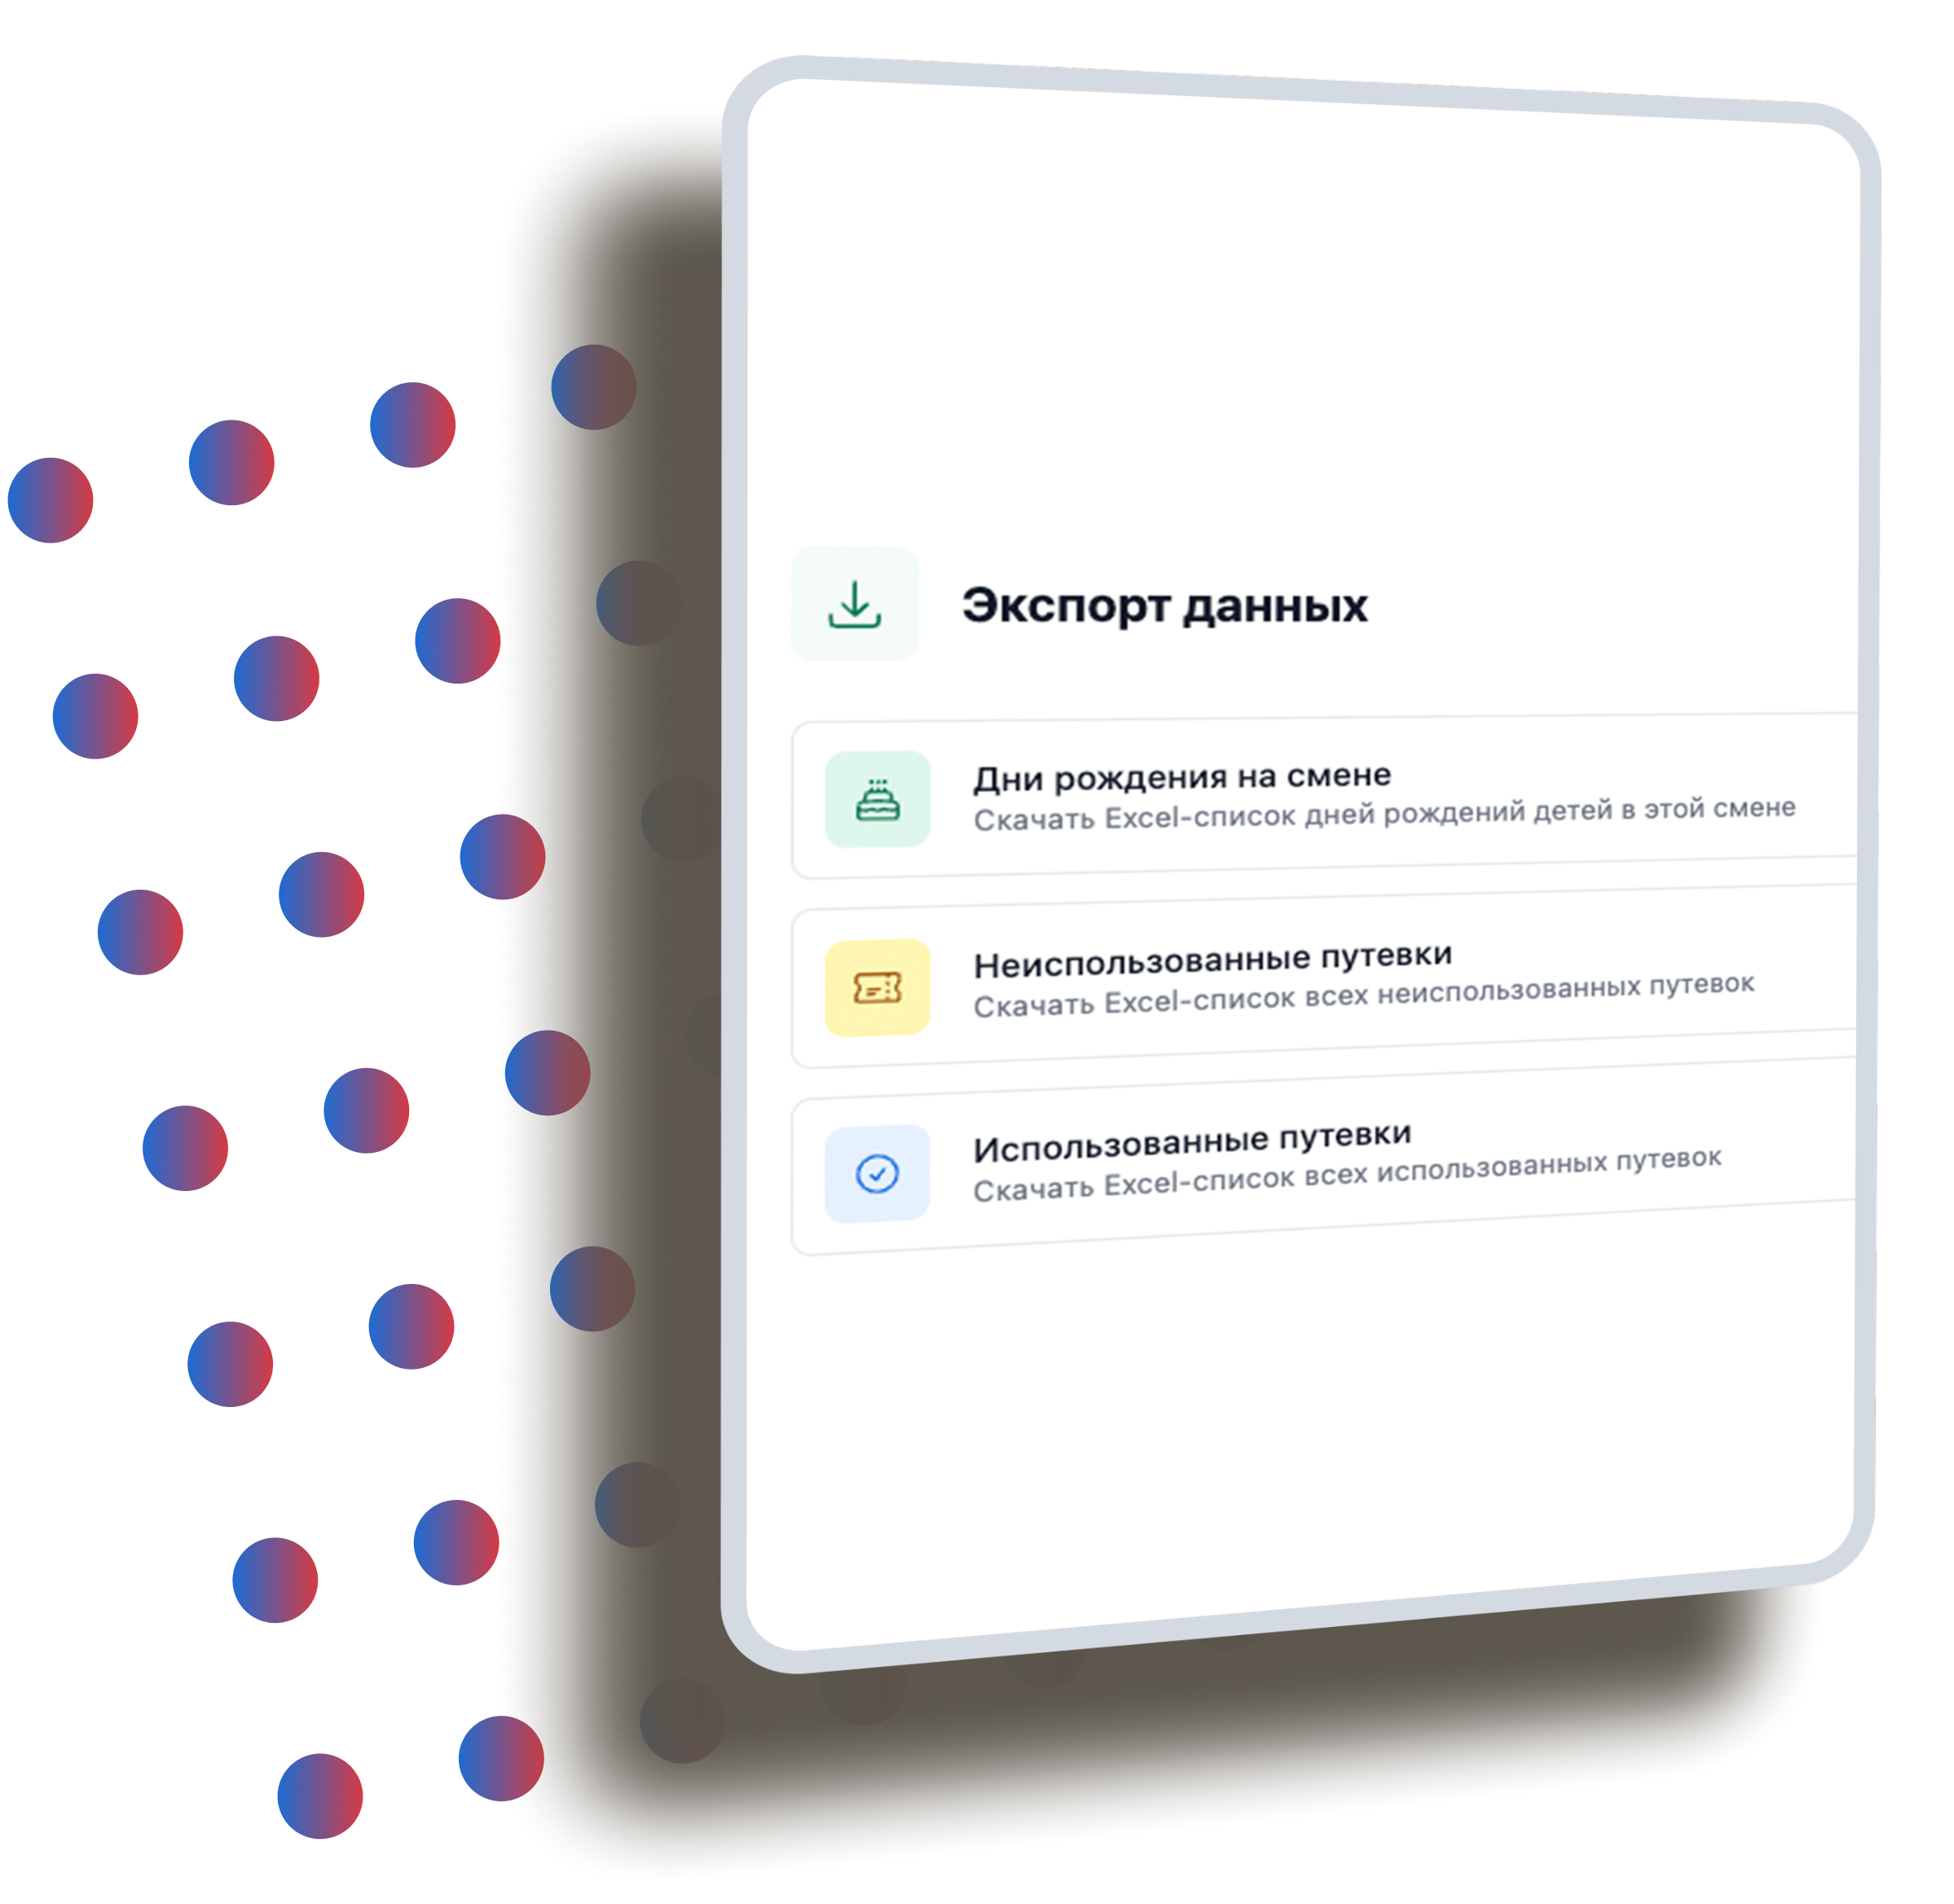 Экспорт данных
Дни рождения на смене
Скачать Excel-список дней рождений детей в этой смене
Неиспользованные путевки
Скачать Excel-список всех неиспользованных путевок
Использованные путевки
Скачать Excel-список всех использованных путевок